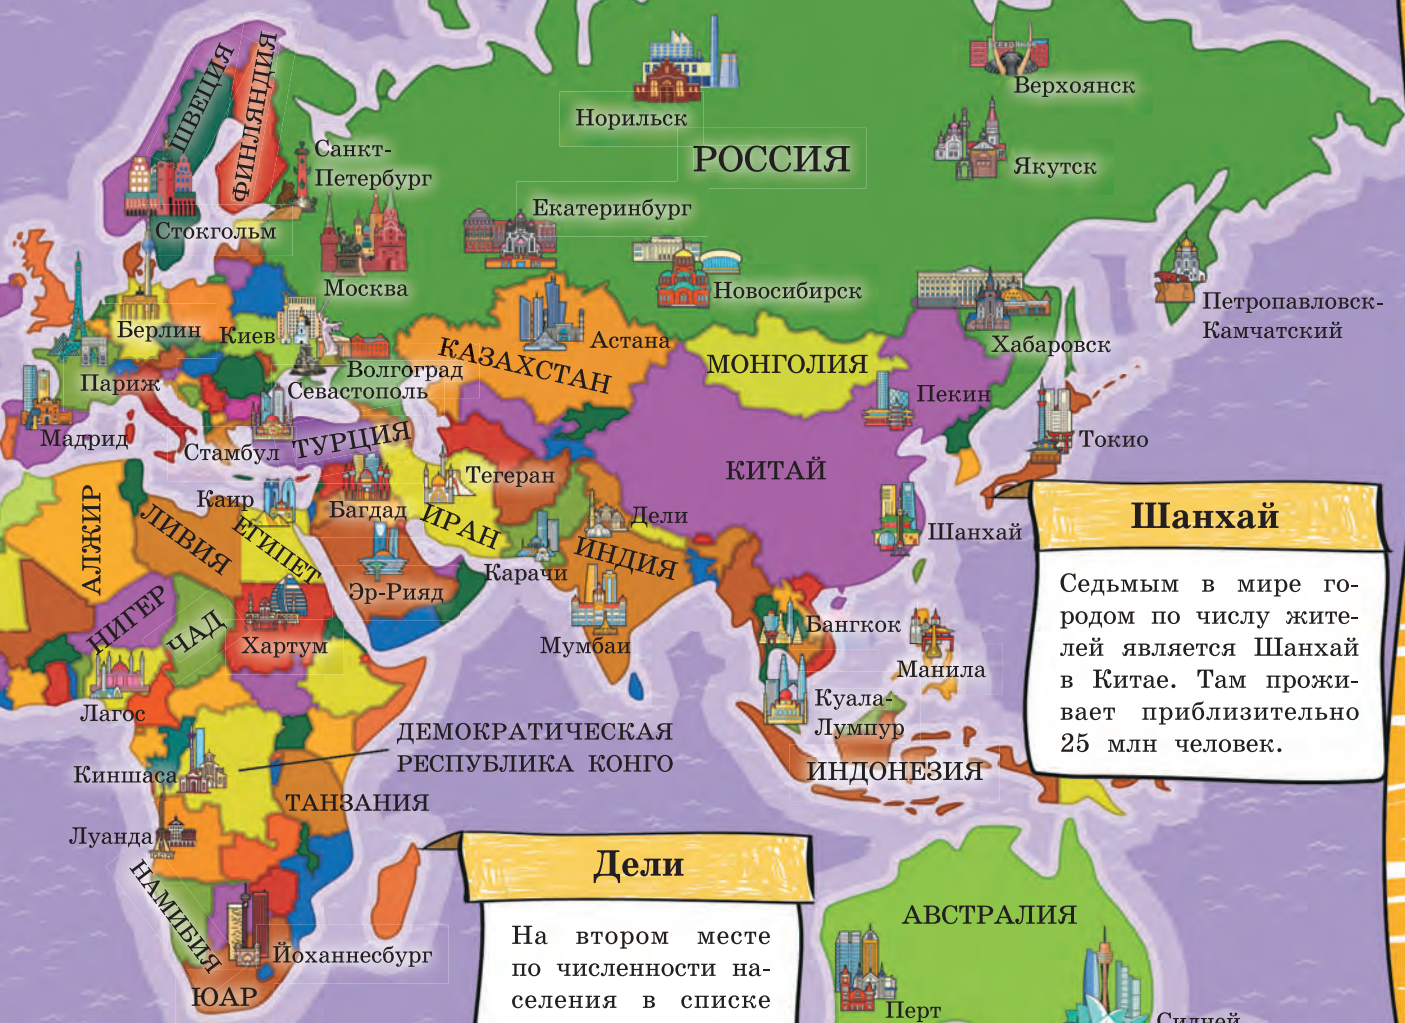 ШВЕЦИЯ
ФИНЛЯНДИЯ
Норильск
Верхоянск
РОССИЯ
Якутск
Санкт-
Петербург
Екатеринбург
Стокгольм
Москва
Новосибирск
Петропавловск-
Камчатский
Берлин
Киев
Астана
Хабаровск
КАЗАХСТАН
МОНГОЛИЯ
Париж
Волгоград
Севастополь
Пекин
Мадрид
Стамбул
ТУРЦИЯ
Токио
КИТАЙ
Тегеран
Каир
Багдад
ИРАН
Дели
Шанхай
АЛЖИР
ЛИВИЯ
ЕГИПЕТ
Карачи
ИНДИЯ
Эр-Рияд
НИГЕР
ЧАД
Хартум
Мумбаи
Бангкок
Манила
Лагос
Куала-
Лумпур
ДЕМОКРАТИЧЕСКАЯ
РЕСПУБЛИКА КОНГО
Киншаса
ИНДОНЕЗИЯ
ТАНЗАНИЯ
Луанда
НАМИБИЯ
Йоханнесбург
ЮАР
АВСТРАЛИЯ
Перт
Сидней
Шанхай
Седьмым в мире го-
родом по числу жите-
лей является Шанхай
в Китае. Там прожи-
вает приблизительно
25 млн человек.
Дели
На втором месте
по численности на-
селения в списке